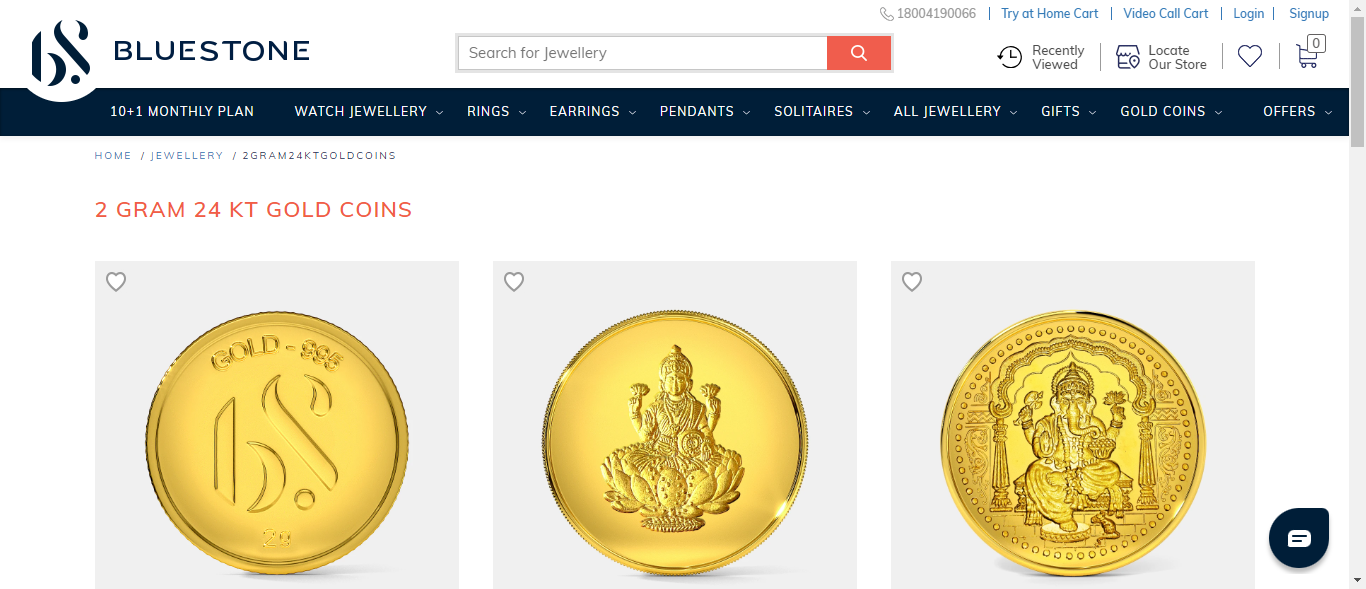 18004190066 | Try at Home Cart | Video Call Cart | Login | Signup
BLUESTONE
Search for Jewellery
Recently Viewed
Locate Our Store
0
10+1 MONTHLY PLAN WATCH JEWELLERY RINGS EARRINGS PENDANTS SOLITAIRES ALL JEWELLERY GIFTS GOLD COINS OFFERS
HOME / JEWELLERY / 2GRAM24KTGOLDCOINS
2 GRAM 24 KT GOLD COINS
GOLD - 995
2g